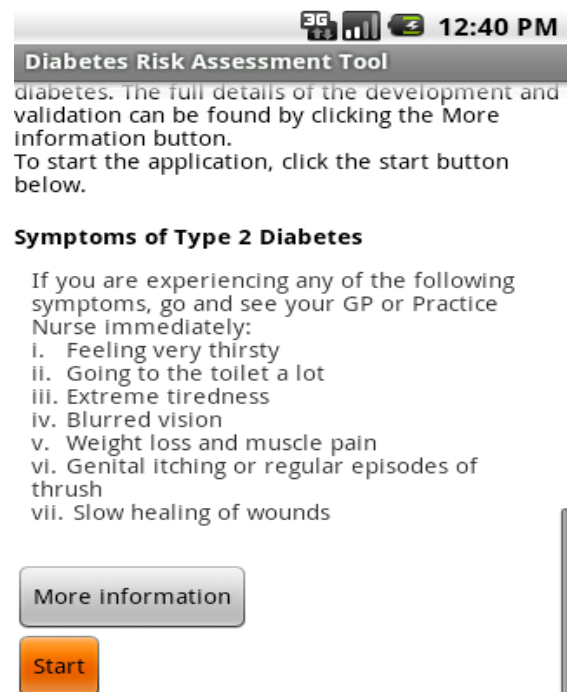 3G 12:40 PM
Diabetes Risk Assessment Tool
diabetes. The full details of the development and
validation can be found by clicking the More
information button.
To start the application, click the start button
below.
Symptoms of Type 2 Diabetes
If you are experiencing any of the following
symptoms, go and see your GP or Practice
Nurse immediately:
i. Feeling very thirsty
ii. Going to the toilet a lot
iii. Extreme tiredness
iv. Blurred vision
v. Weight loss and muscle pain
vi. Genital itching or regular episodes of
thrush
vii. Slow healing of wounds
More information
Start